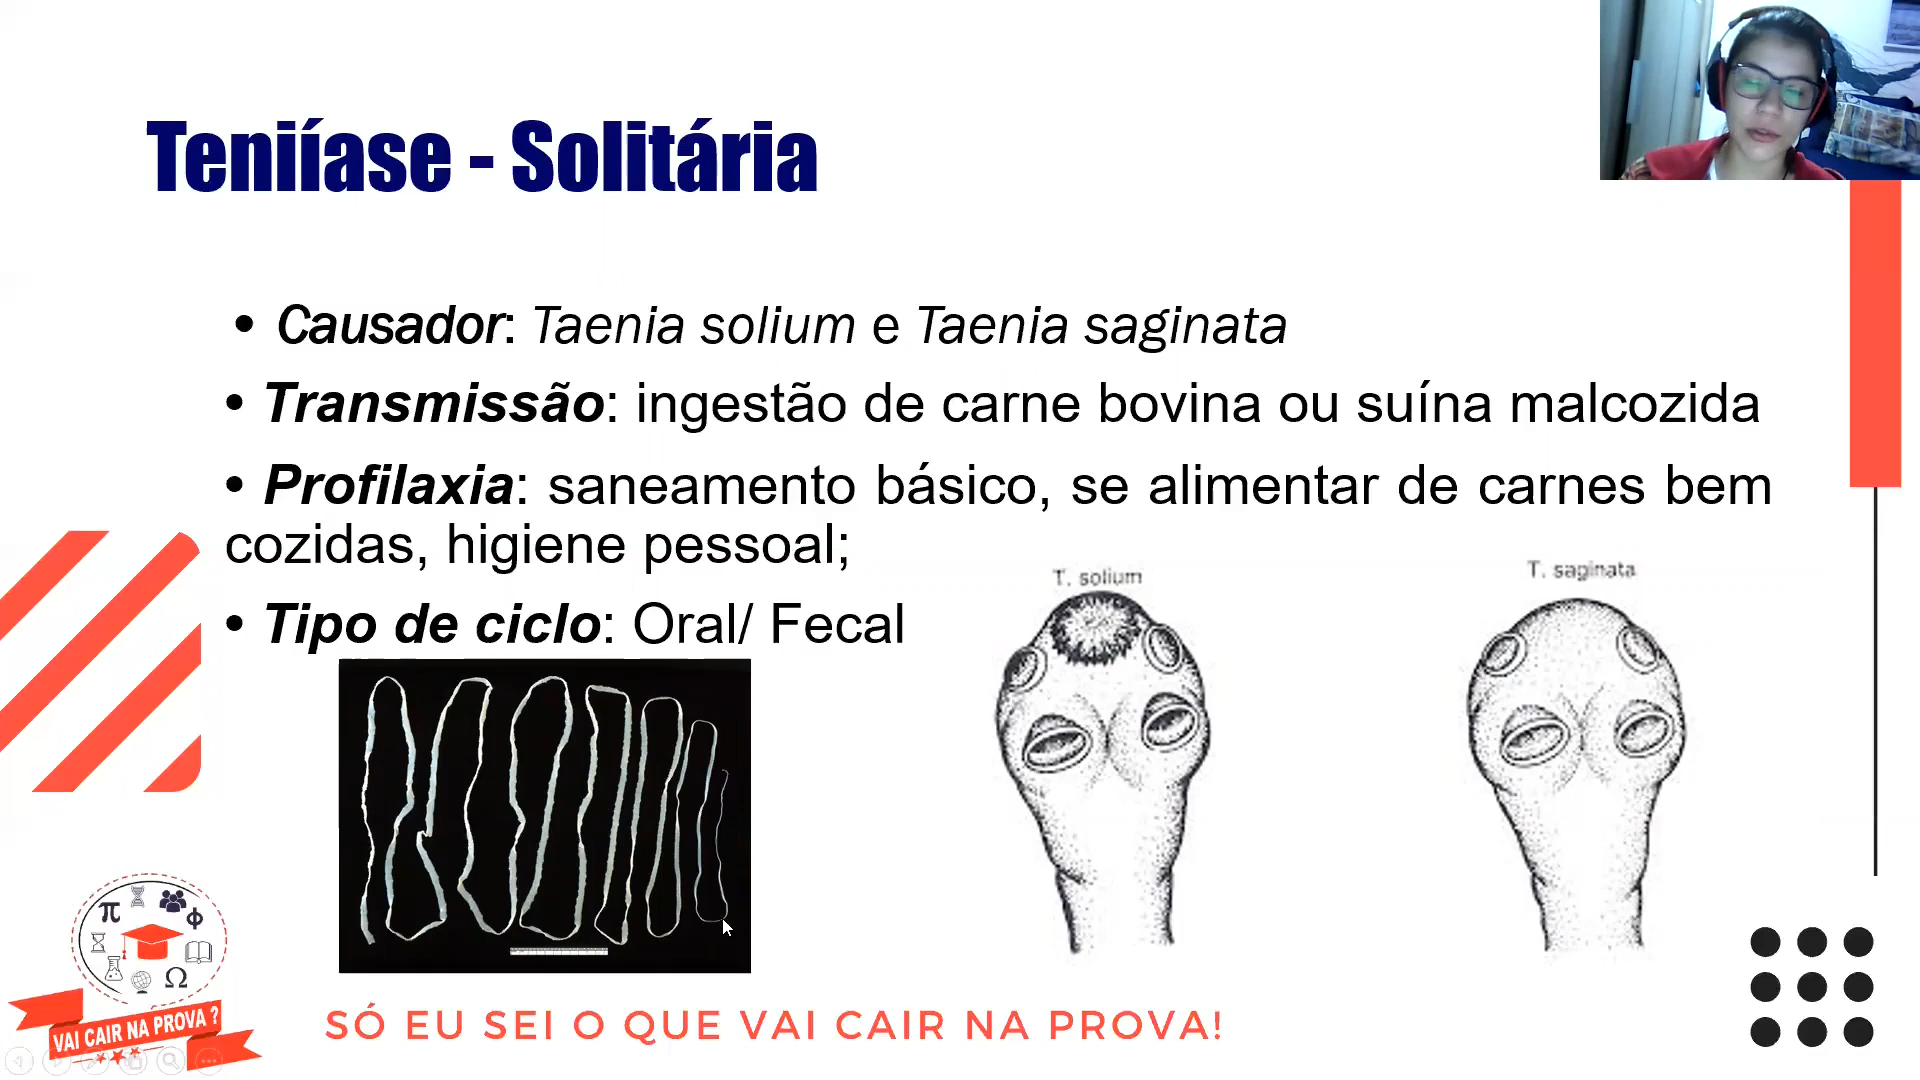 Teniíase - Solitária
• Causador: Taenia solium e Taenia saginata
• Transmissão: ingestão de carne bovina ou suína malcozida
• Profilaxia: saneamento básico, se alimentar de carnes bem
cozidas, higiene pessoal;
• Tipo de ciclo: Oral/ Fecal
T. solium
T. saginata
π
Φ
Ω
VAI CAIR NA PROVA ?
SÓ EU SEI O QUE VAI CAIR NA PROVA!